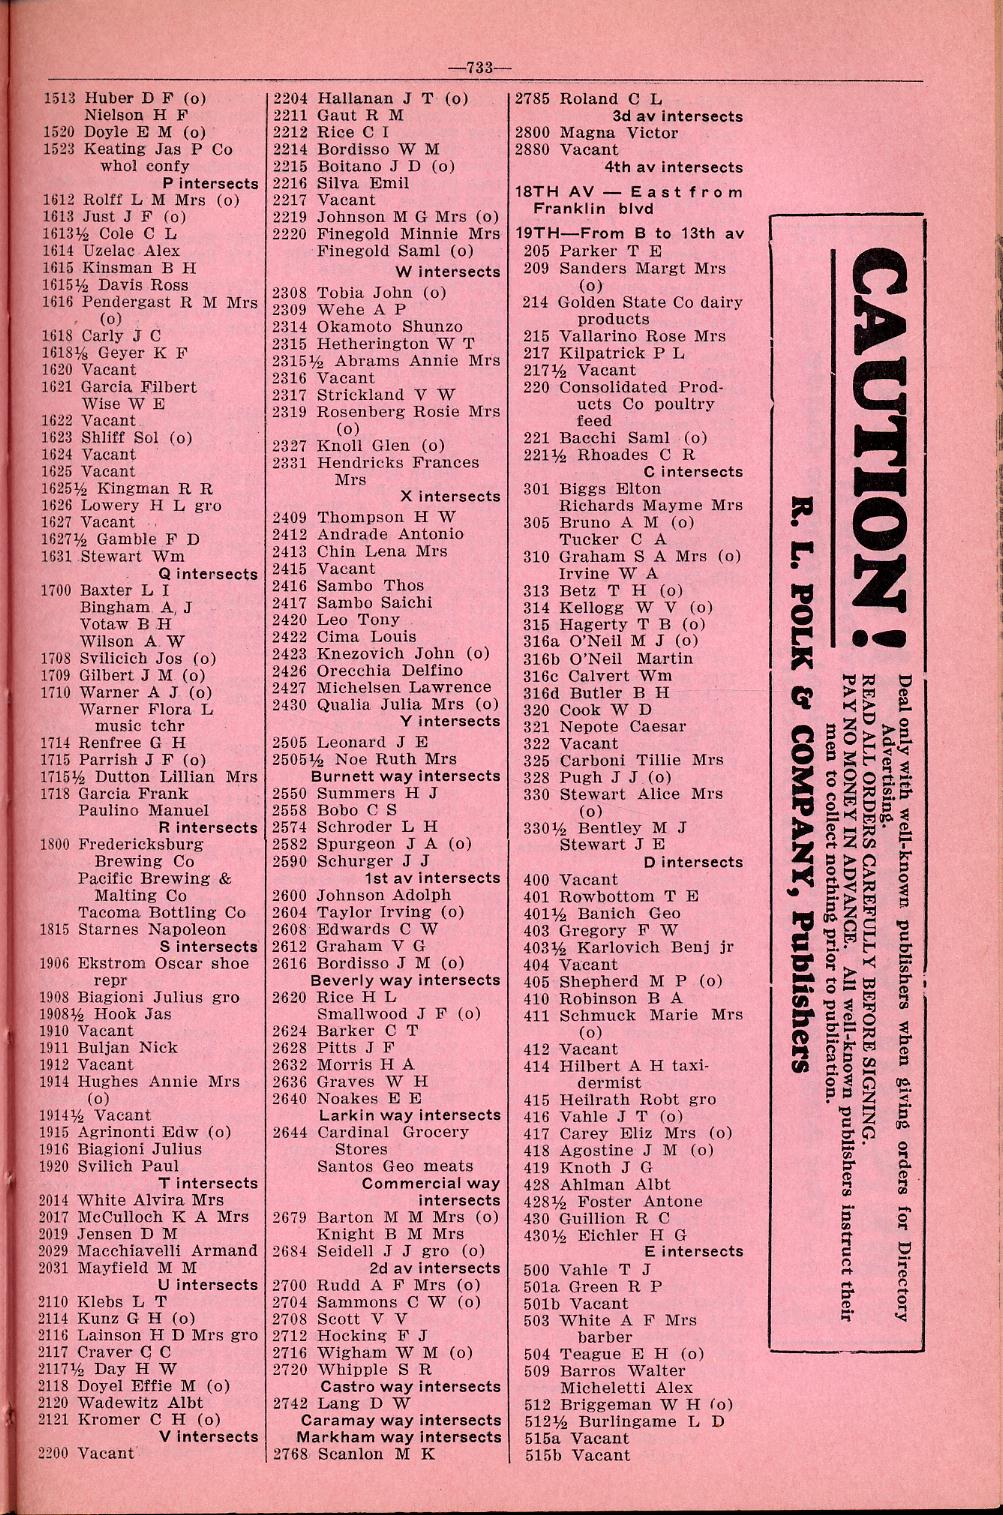 —733—
1513 Huber D F (o)
Nielson H F
1520 Doyle E M (o)
1523 Keating Jas P Co
whol confy
P intersects
1612 Rolff L M Mrs (o)
1613 Just J F (o)
1613½ Cole C L
1614 Uzelac Alex
1615 Kinsman B H
1615½ Davis Ross
1616 Pendergast R M Mrs
(o)
1618 Carly J C
1618⅛ Geyer K F
1620 Vacant
1621 Garcia Filbert
Wise W E
1622 Vacant
1623 Shliff Sol (o)
1624 Vacant
1625 Vacant
1625½ Kingman R R
1626 Lowery H L gro
1627 Vacant
1627½ Gamble F D
1631 Stewart Wm
Q intersects
1700 Baxter L I
Bingham A J
Votaw B H
Wilson A W
1708 Svilicich Jos (o)
1709 Gilbert J M (o)
1710 Warner A J (o)
Warner Flora L
music tchr
1714 Renfree G H
1715 Parrish J F (o)
1715½ Dutton Lillian Mrs
1718 Garcia Frank
Paulino Manuel
R intersects
1800 Fredericksburg
Brewing Co
Pacific Brewing &
Malting Co
Tacoma Bottling Co
1815 Starnes Napoleon
S intersects
1906 Ekstrom Oscar shoe
repr
1908 Biagioni Julius gro
1908½ Hook Jas
1910 Vacant
1911 Buljan Nick
1912 Vacant
1914 Hughes Annie Mrs
(o)
1914½ Vacant
1915 Agrinonti Edw (o)
1916 Biagioni Julius
1920 Svilich Paul
T intersects
2014 White Alvira Mrs
2017 McCulloch K A Mrs
2019 Jensen D M
2029 Macchiavelli Armand
2031 Mayfield M M
U intersects
2110 Klebs L T
2114 Kunz G H (o)
2116 Lainson H D Mrs gro
2117 Craver C C
2117½ Day H W
2118 Doyel Effie M (o)
2120 Wadewitz Albt
2121 Kromer C H (o)
V intersects
2200 Vacant
2204 Hallanan J T (o)
2211 Gaut R M
2212 Rice C I
2214 Bordisso W M
2215 Boitano J D (o)
2216 Silva Emil
2217 Vacant
2219 Johnson M G Mrs (o)
2220 Finegold Minnie Mrs
Finegold Saml (o)
W intersects
2308 Tobia John (o)
2309 Wehe A P
2314 Okamoto Shunzo
2315 Hetherington W T
2315½ Abrams Annie Mrs
2316 Vacant
2317 Strickland V W
2319 Rosenberg Rosie Mrs
(o)
2327 Knoll Glen (o)
2331 Hendricks Frances
Mrs
X intersects
2409 Thompson H W
2412 Andrade Antonio
2413 Chin Lena Mrs
2415 Vacant
2416 Sambo Thos
2417 Sambo Saichi
2420 Leo Tony
2422 Cima Louis
2423 Knezovich John (o)
2426 Orecchia Delfino
2427 Michelsen Lawrence
2430 Qualia Julia Mrs (o)
Y intersects
2505 Leonard J E
2505½ Noe Ruth Mrs
Burnett way intersects
2550 Summers H J
2558 Bobo C S
2574 Schroder L H
2582 Spurgeon J A (o)
2590 Schurger J J
1st av intersects
2600 Johnson Adolph
2604 Taylor Irving (o)
2608 Edwards C W
2612 Graham V G
2616 Bordisso J M (o)
Beverly way intersects
2620 Rice H L
Smallwood J F (o)
2624 Barker C T
2628 Pitts J F
2632 Morris H A
2636 Graves W H
2640 Noakes E E
Larkin way intersects
2644 Cardinal Grocery
Stores
Santos Geo meats
Commercial way
intersects
2679 Barton M M Mrs (o)
Knight B M Mrs
2684 Seidell J J gro (o)
2d av intersects
2700 Rudd A F Mrs (o)
2704 Sammons C W (o)
2708 Scott V V
2712 Hocking F J
2716 Wigham W M (o)
2720 Whipple S R
Castro way intersects
2742 Lang D W
Caramay way intersects
Markham way intersects
2768 Scanlon M K
2785 Roland C L
3d av intersects
2800 Magna Victor
2880 Vacant
4th av intersects
18TH AV — East from
Franklin blvd
19TH—From B to 13th av
205 Parker T E
209 Sanders Margt Mrs
(o)
214 Golden State Co dairy
products
215 Vallarino Rose Mrs
217 Kilpatrick P L
217½ Vacant
220 Consolidated Prod-
ucts Co poultry
feed
221 Bacchi Saml (o)
221½ Rhoades C R
C intersects
301 Biggs Elton
Richards Mayme Mrs
305 Bruno A M (o)
Tucker C A
310 Graham S A Mrs (o)
Irvine W A
313 Betz T H (o)
314 Kellogg W V (o)
315 Hagerty T B (o)
316a O'Neil M J (o)
316b O'Neil Martin
316c Calvert Wm
316d Butler B H
320 Cook W D
321 Nepote Caesar
322 Vacant
325 Carboni Tillie Mrs
328 Pugh J J (o)
330 Stewart Alice Mrs
(o)
330½ Bentley M J
Stewart J E
D intersects
400 Vacant
401 Rowbottom T E
401½ Banich Geo
403 Gregory F W
403½ Karlovich Benj jr
404 Vacant
405 Shepherd M P (o)
410 Robinson B A
411 Schmuck Marie Mrs
(o)
412 Vacant
414 Hilbert A H taxi-
dermist
415 Heilrath Robt gro
416 Vahle J T (o)
417 Carey Eliz Mrs (o)
418 Agostine J M (o)
419 Knoth J G
428 Ahlman Albt
428½ Foster Antone
430 Guillion R C
430½ Eichler H G
E intersects
500 Vahle T J
501a Green R P
501b Vacant
503 White A F Mrs
barber
504 Teague E H (o)
509 Barros Walter
Micheletti Alex
512 Briggeman W H (o)
512½ Burlingame L D
515a Vacant
515b Vacant
CAUTION!
Deal only with well-known publishers when giving orders for Directory
Advertising.
READ ALL ORDERS CAREFULLY BEFORE SIGNING.
PAY NO MONEY IN ADVANCE. All well-known publishers instruct their
men to collect nothing prior to publication.
R. L. POLK & COMPANY, Publishers